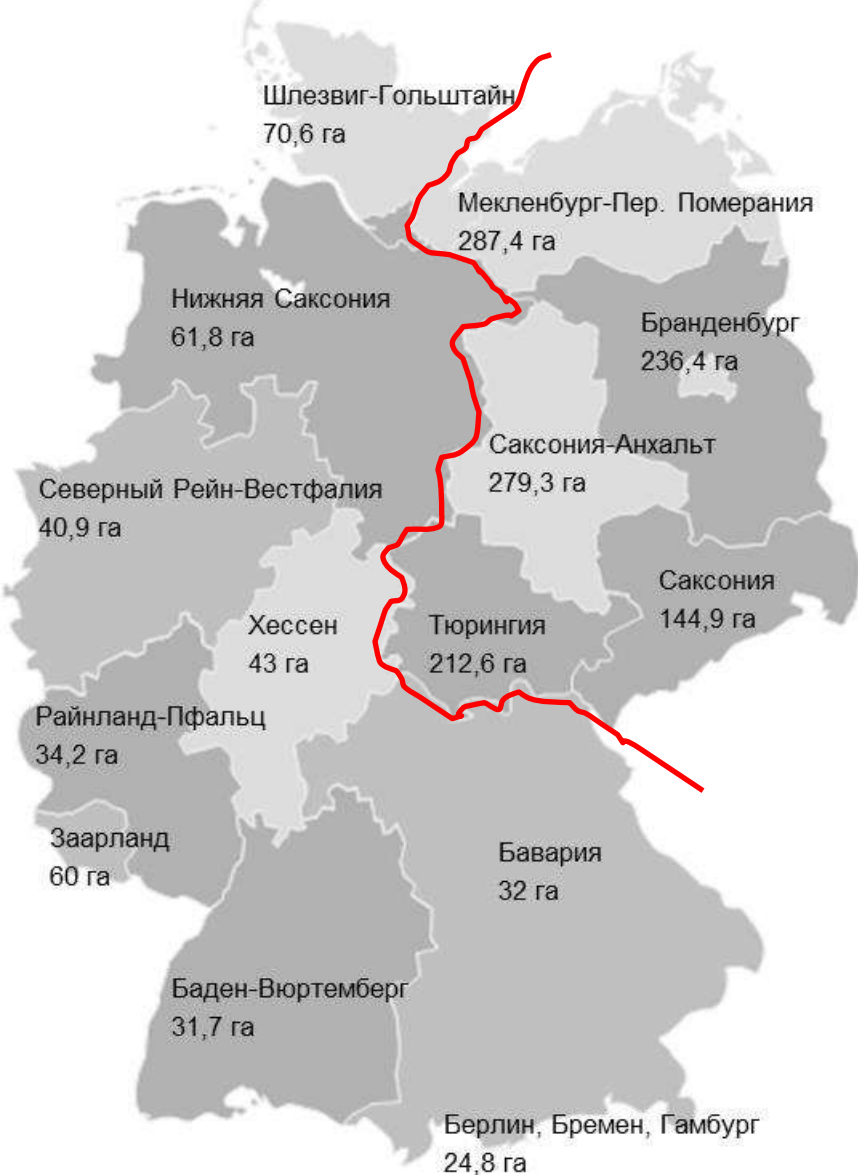 Шлезвиг-Гольштайн
70,6 га
Мекленбург-Пер. Померания
287,4 га
Нижняя Саксония
61,8 га
Бранденбург
236,4 га
Саксония-Анхальт
279,3 га
Северный Рейн-Вестфалия
40,9 га
Саксония
144,9 га
Хессен
43 га
Тюрингия
212,6 га
Райнланд-Пфальц
34,2 га
Заарланд
60 га
Бавария
32 га
Баден-Вюртемберг
31,7 га
Берлин, Бремен, Гамбург
24,8 га